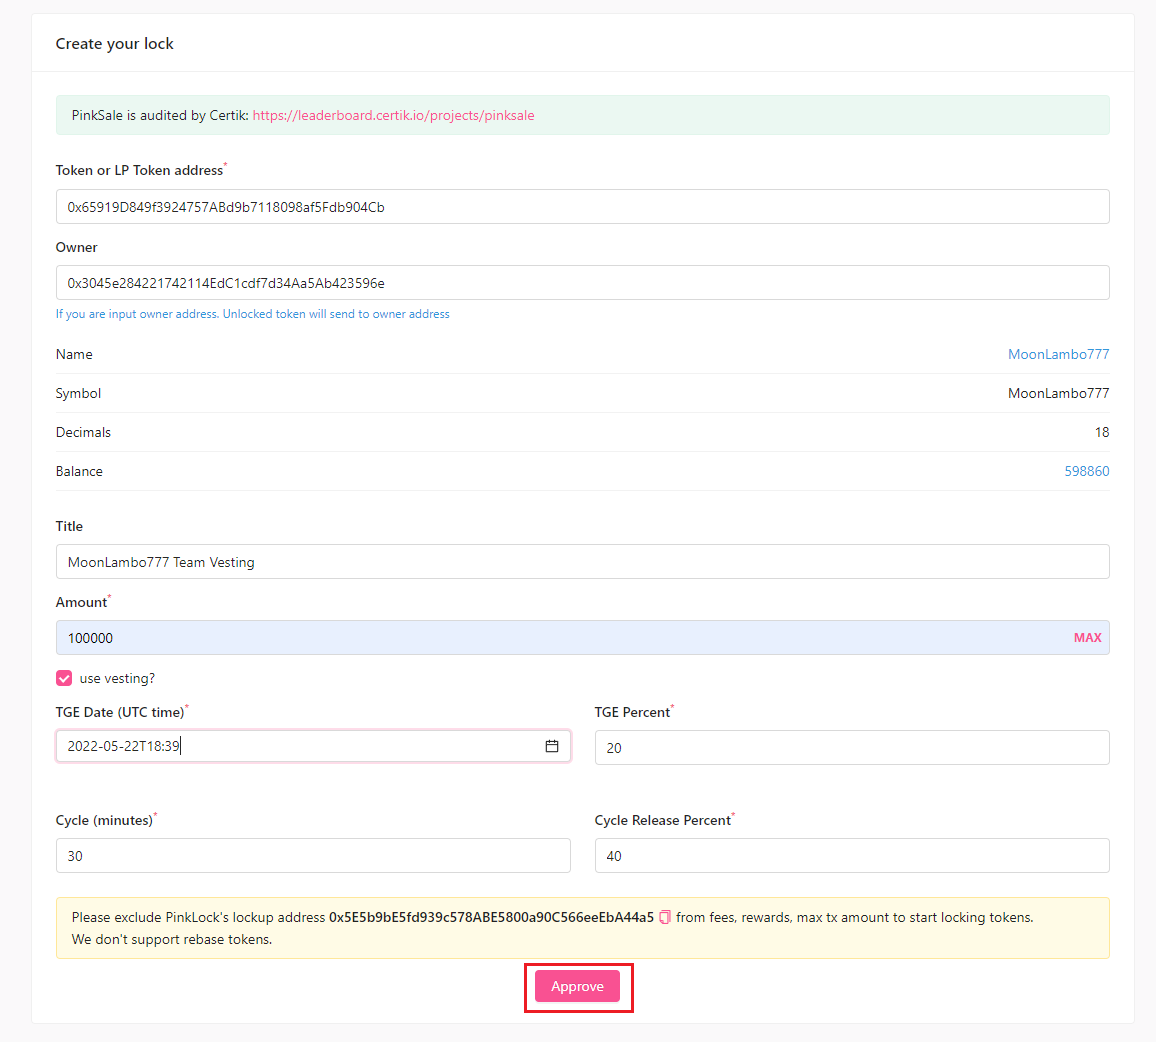 Create your lock
PinkSale is audited by Certik: https://leaderboard.certik.io/projects/pinksale
Token or LP Token address*
0x65919D849f3924757ABd9b7118098af5Fdb904Cb
Owner
0x3045e284221742114EdC1cdf7d34Aa5Ab423596e
If you are input owner address. Unlocked token will send to owner address
Name MoonLambo777
Symbol MoonLambo777
Decimals 18
Balance 598860
Title
MoonLambo777 Team Vesting
Amount*
100000 MAX
use vesting?
TGE Date (UTC time)* TGE Percent*
2022-05-22T18:39 20
Cycle (minutes)* Cycle Release Percent*
30 40
Please exclude PinkLock's lockup address 0x5E5b9bE5fd939c578ABE5800a90C566eeEbA44a5 from fees, rewards, max tx amount to start locking tokens.
We don't support rebase tokens.
Approve